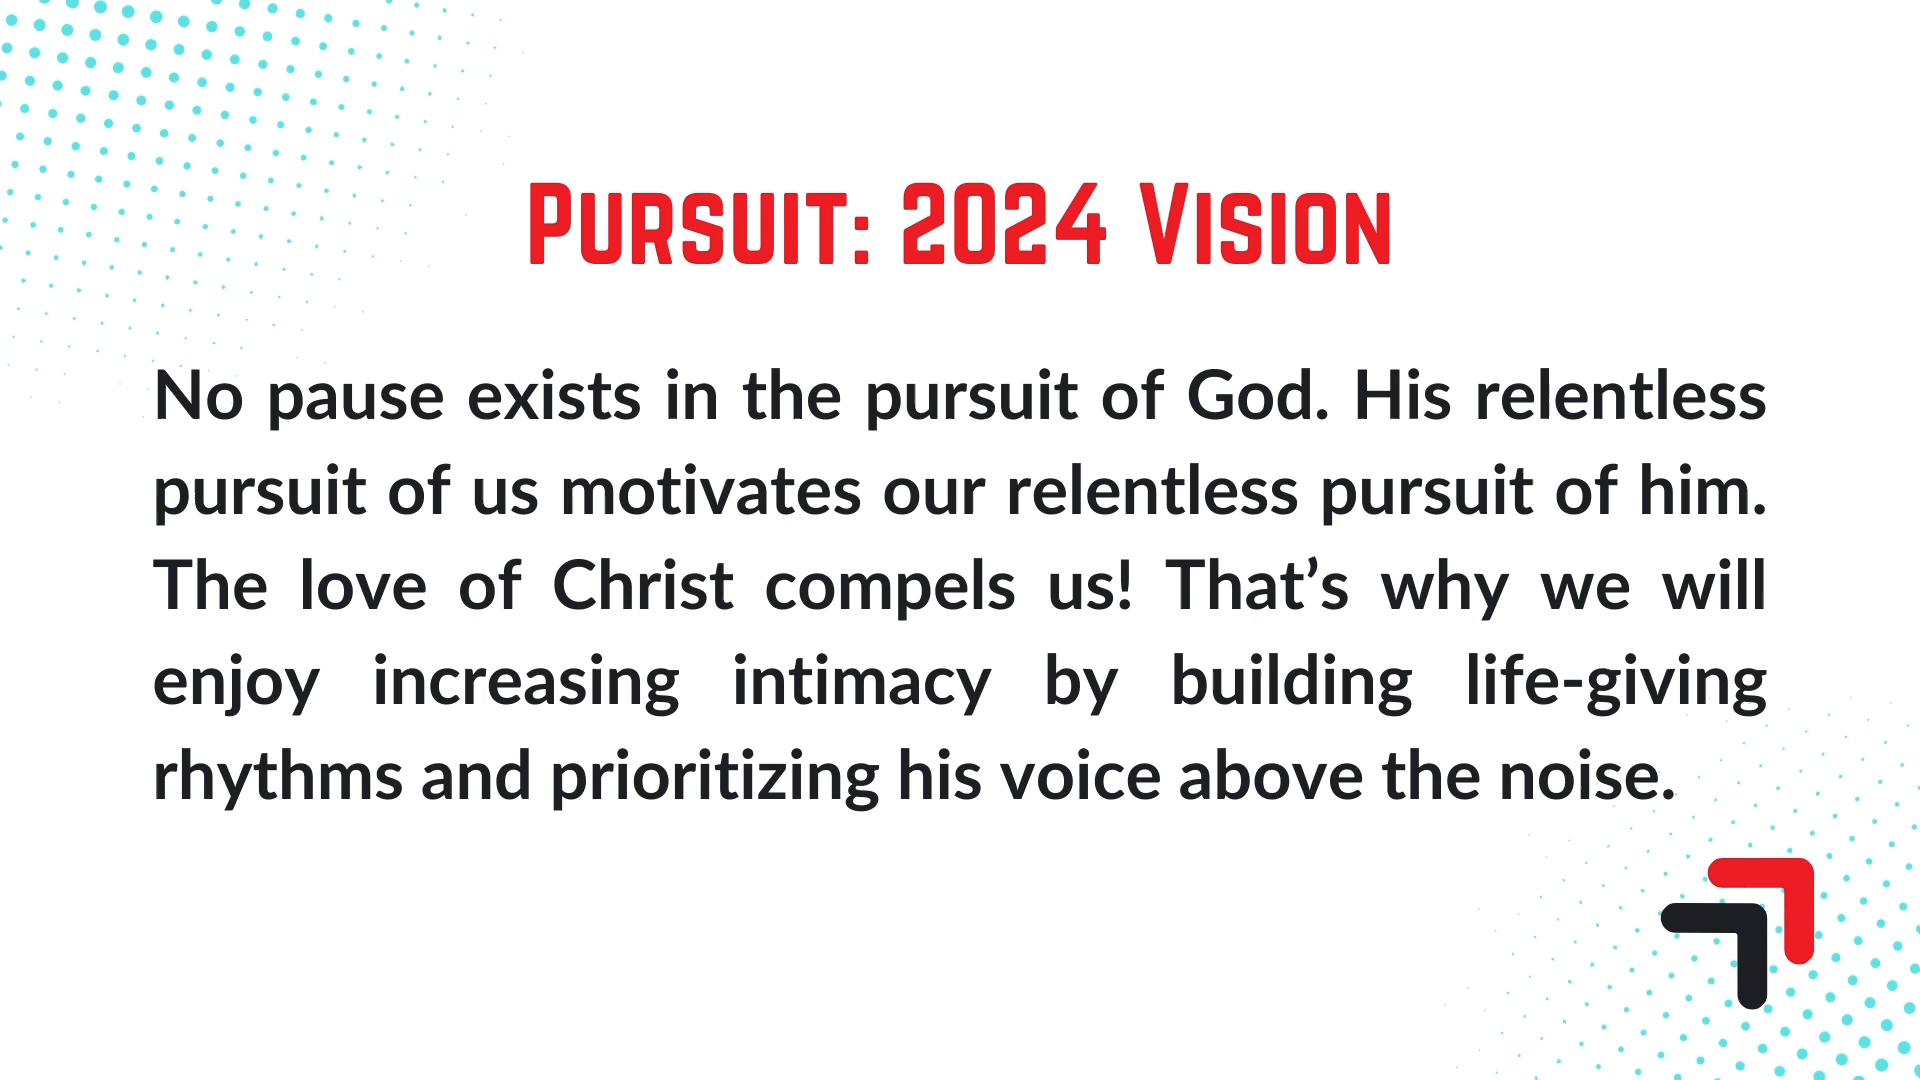 Pursuit: 2024 Vision
No pause exists in the pursuit of God. His relentless
pursuit of us motivates our relentless pursuit of him.
The love of Christ compels us! That’s why we will
enjoy increasing intimacy by building life-giving
rhythms and prioritizing his voice above the noise.